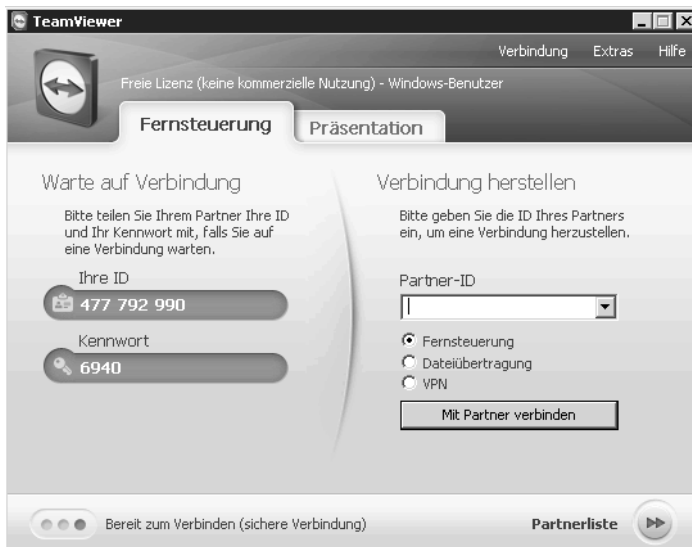 TeamViewer
Verbindung Extras Hilfe
Freie Lizenz (keine kommerzielle Nutzung) - Windows-Benutzer
Fernsteuerung
Präsentation
Warte auf Verbindung
Bitte teilen Sie Ihrem Partner Ihre ID
und Ihr Kennwort mit, falls Sie auf
eine Verbindung warten.
Ihre ID
477 792 990
Kennwort
6940
Verbindung herstellen
Bitte geben Sie die ID Ihres Partners
ein, um eine Verbindung herzustellen.
Partner-ID
Fernsteuerung
Dateiübertragung
VPN
Mit Partner verbinden
Bereit zum Verbinden (sichere Verbindung)
Partnerliste